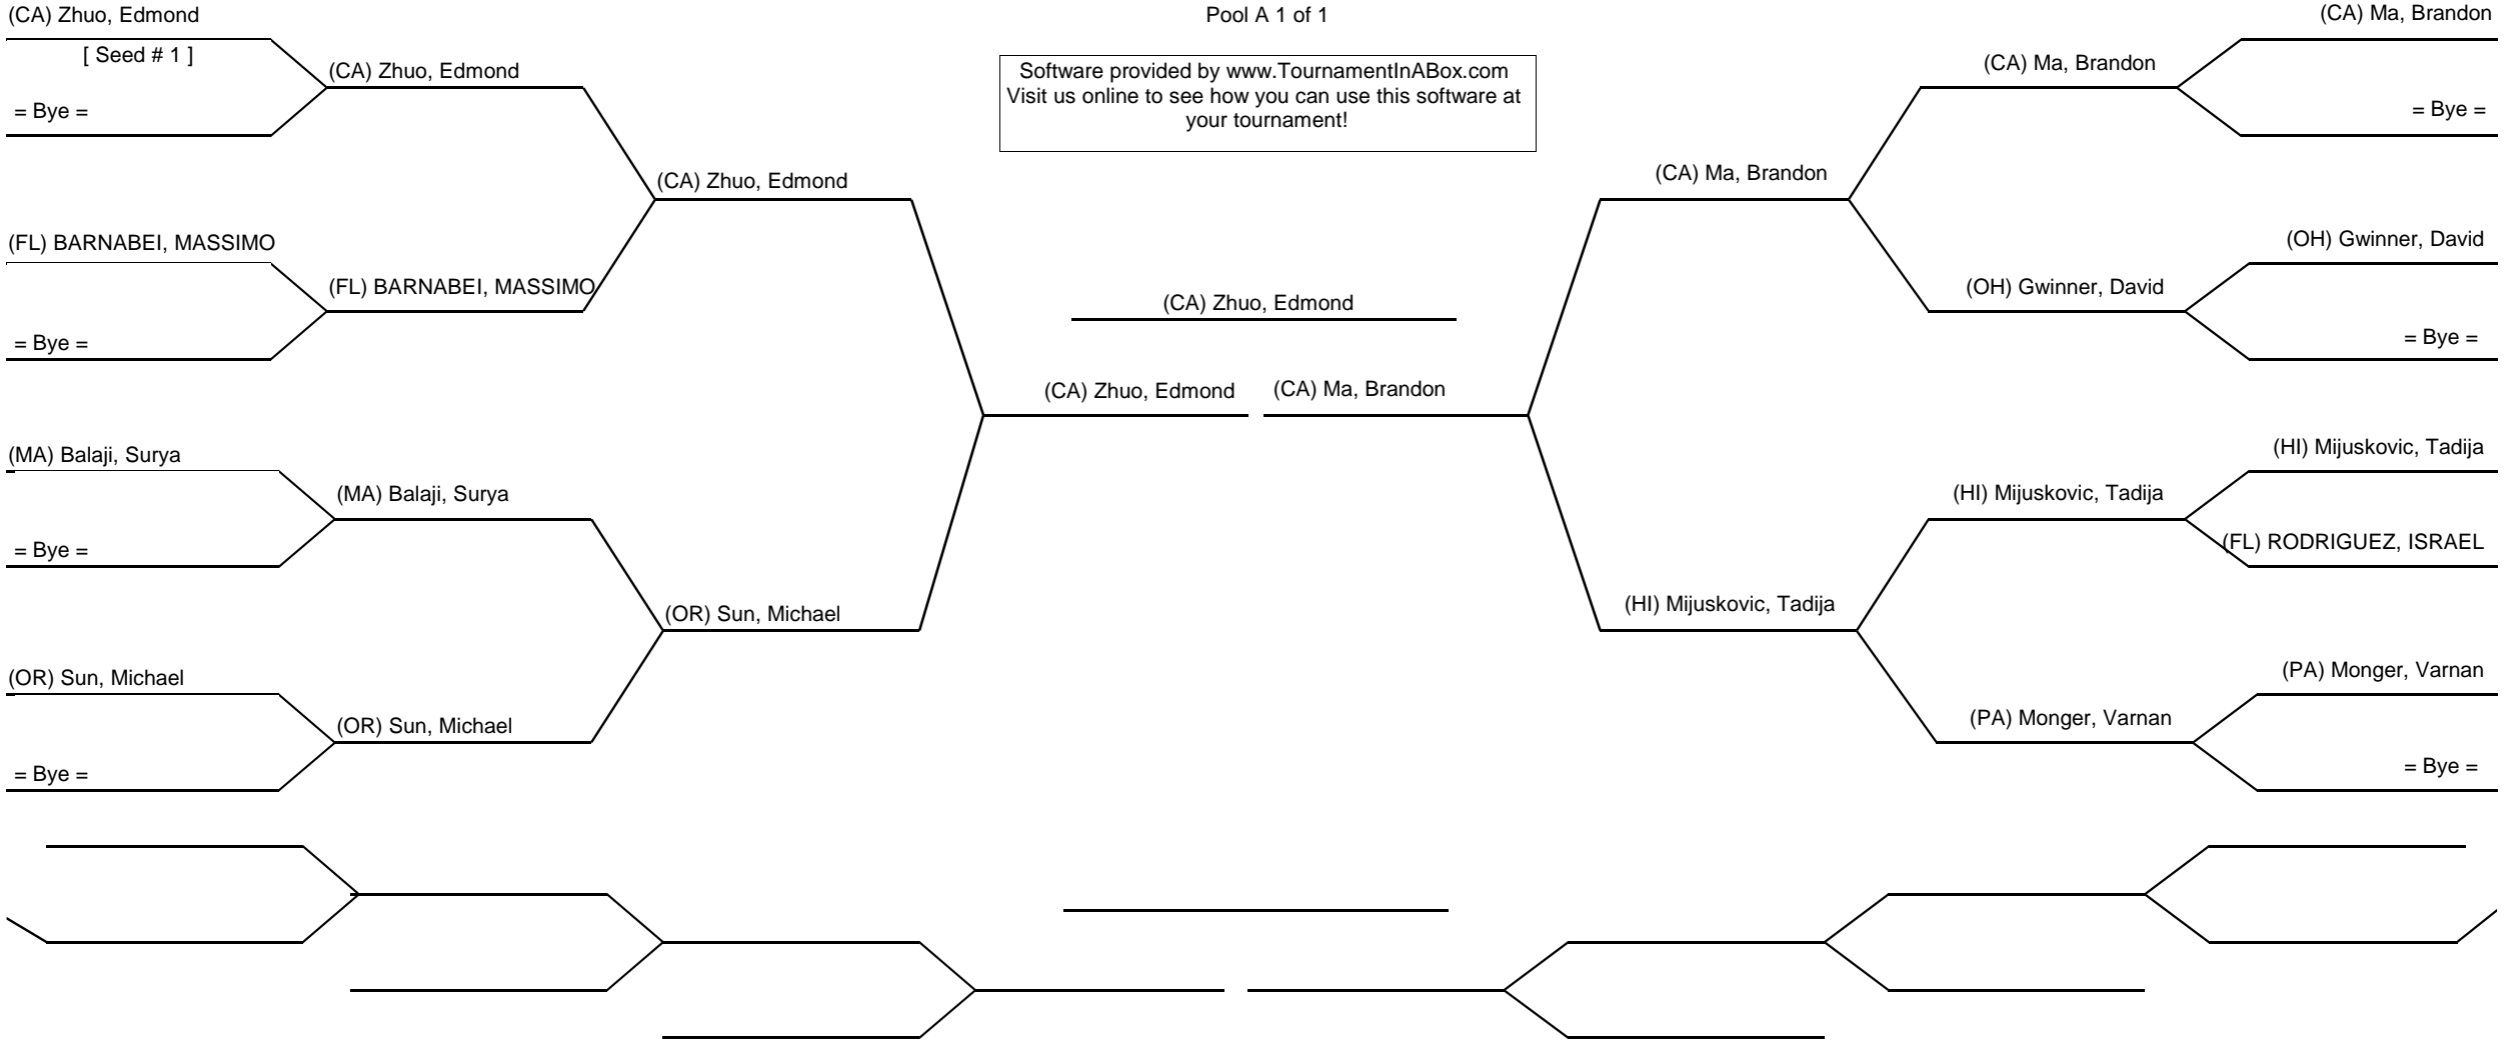 (CA) Zhuo, Edmond
[ Seed # 1 ]
= Bye =
(FL) BARNABEI, MASSIMO
= Bye =
(MA) Balaji, Surya
= Bye =
(OR) Sun, Michael
= Bye =
(CA) Zhuo, Edmond
(FL) BARNABEI, MASSIMO
(MA) Balaji, Surya
(OR) Sun, Michael
(CA) Zhuo, Edmond
(OR) Sun, Michael
Pool A 1 of 1
Software provided by www.TournamentInABox.com
Visit us online to see how you can use this software at
your tournament!
(CA) Zhuo, Edmond
(CA) Zhuo, Edmond
(CA) Ma, Brandon
(CA) Ma, Brandon
(HI) Mijuskovic, Tadija
(CA) Ma, Brandon
(OH) Gwinner, David
(HI) Mijuskovic, Tadija
(PA) Monger, Varnan
(CA) Ma, Brandon
= Bye =
(OH) Gwinner, David
= Bye =
(HI) Mijuskovic, Tadija
(FL) RODRIGUEZ, ISRAEL
(PA) Monger, Varnan
= Bye =